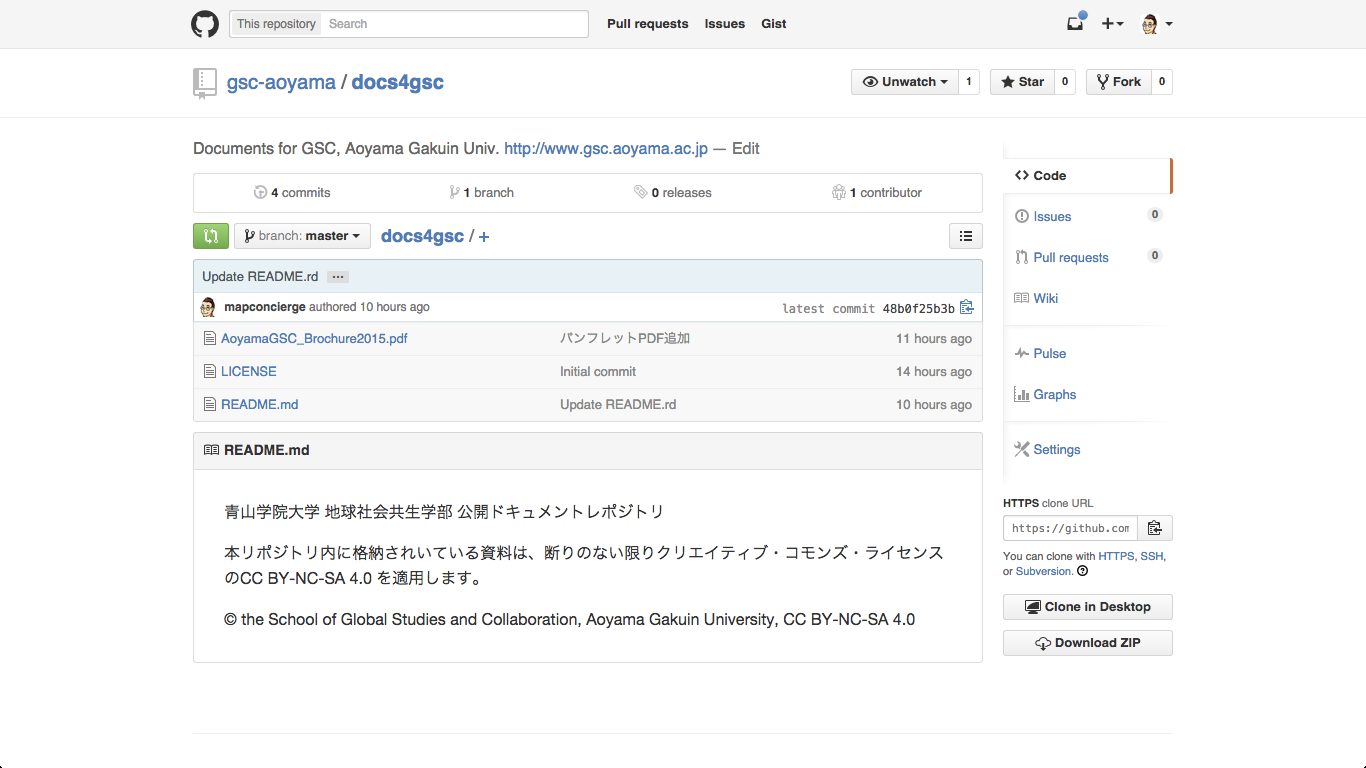 This repository Search Pull requests Issues Gist
gsc-aoyama / docs4gsc Unwatch 1 Star 0 Fork 0
Documents for GSC, Aoyama Gakuin Univ. http://www.gsc.aoyama.ac.jp — Edit
4 commits 1 branch 0 releases 1 contributor
branch: master docs4gsc / +
Update README.rd ...
mapconcierge authored 10 hours ago latest commit 48b0f25b3b
AoyamaGSC_Brochure2015.pdf パンフレットPDF追加 11 hours ago
LICENSE Initial commit 14 hours ago
README.md Update README.rd 10 hours ago
README.md
青山学院大学 地球社会共生学部 公開ドキュメントレポジトリ
本リポジトリ内に格納されいている資料は、断りのない限りクリエイティブ・コモンズ・ライセンス
のCC BY-NC-SA 4.0 を適用します。
© the School of Global Studies and Collaboration, Aoyama Gakuin University, CC BY-NC-SA 4.0
Code
Issues 0
Pull requests 0
Wiki
Pulse
Graphs
Settings
HTTPS clone URL
https://github.com
You can clone with HTTPS, SSH,
or Subversion.
Clone in Desktop
Download ZIP